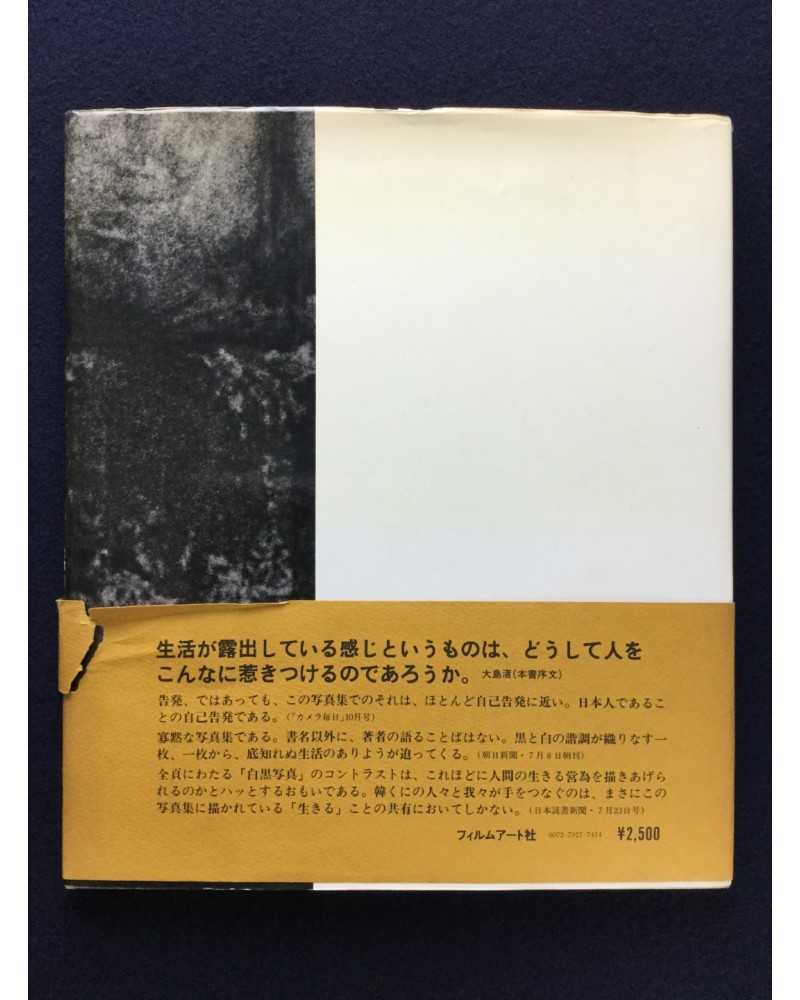 生活が露出している感じというものは、どうして人を
こんなに惹きつけるのであろうか。 大島渚(本書序文)
告発、ではあっても、この写真集でのそれは、ほとんど自己告発に近い。日本人であるこ
との自己告発である。(「カメラ毎日」10月号)
寡黙な写真集である。書名以外に、著者の語ることばはない。黒と白の諧調が織りなす一
枚、一枚から、底知れぬ生活のありようが迫ってくる。(朝日新聞・7月8日朝刊)
全頁にわたる「白黒写真」のコントラストは、これほどに人間の生きる営為を描きあげら
れるのかとハッとするおもいである。韓くにの人々と我々が手をつなぐのは、まさにこの
写真集に描かれている「生きる」ことの共有においてしかない。(日本読書新聞・7月23日号)
フィルムアート社 ¥2,500